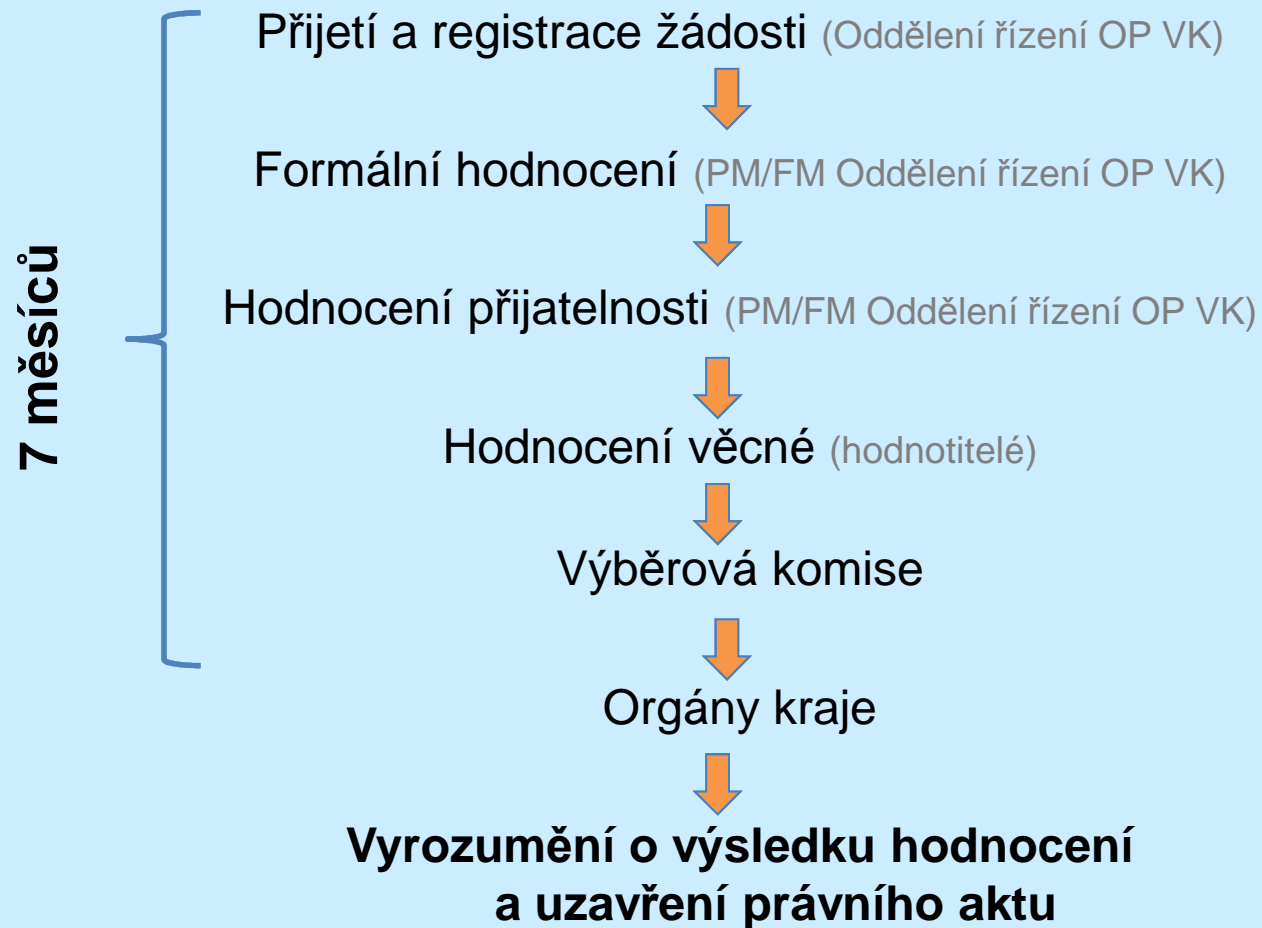 Přijetí a registrace žádosti (Oddělení řízení OP VK)
Formální hodnocení (PM/FM Oddělení řízení OP VK)
7 měsíců
Hodnocení přijatelnosti (PM/FM Oddělení řízení OP VK)
Hodnocení věcné (hodnotitelé)
Výběrová komise
Orgány kraje
Vyrozumění o výsledku hodnocení
a uzavření právního aktu